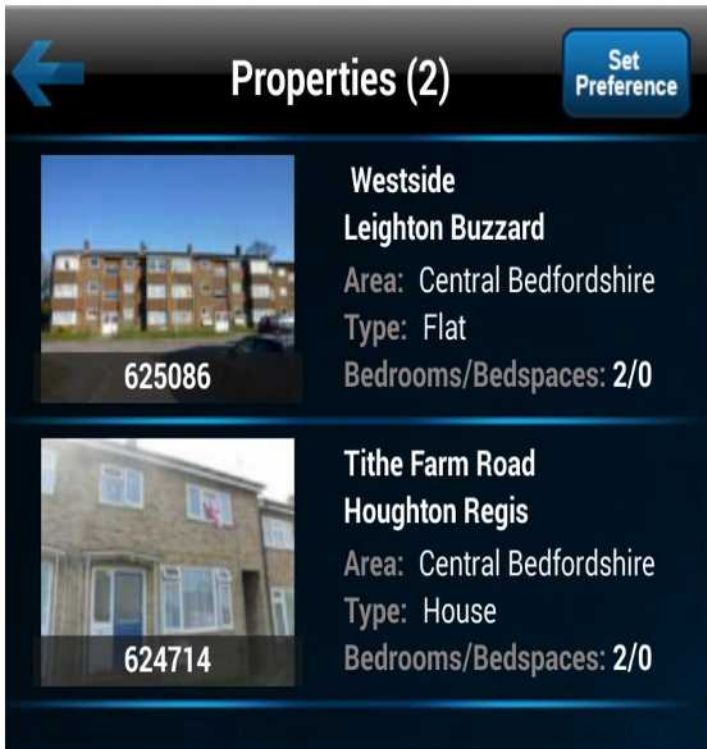 Properties (2)
Set
Preference
Westside
Leighton Buzzard
Area: Central Bedfordshire
Type: Flat
Bedrooms/Bedspaces: 2/0
625086
Tithe Farm Road
Houghton Regis
Area: Central Bedfordshire
Type: House
Bedrooms/Bedspaces: 2/0
624714